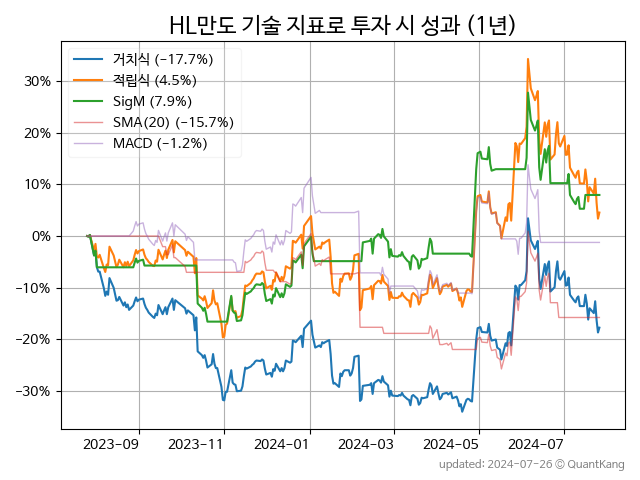 HL만도 기술 지표로 투자 시 성과 (1년)
거치식 (−17.7%)
적립식 (4.5%)
SigM (7.9%)
SMA(20) (−15.7%)
MACD (−1.2%)
30%
20%
10%
0%
−10%
−20%
−30%
2023−09 2023−11 2024−01 2024−03 2024−05 2024−07
updated: 2024-07-26 © QuantKang